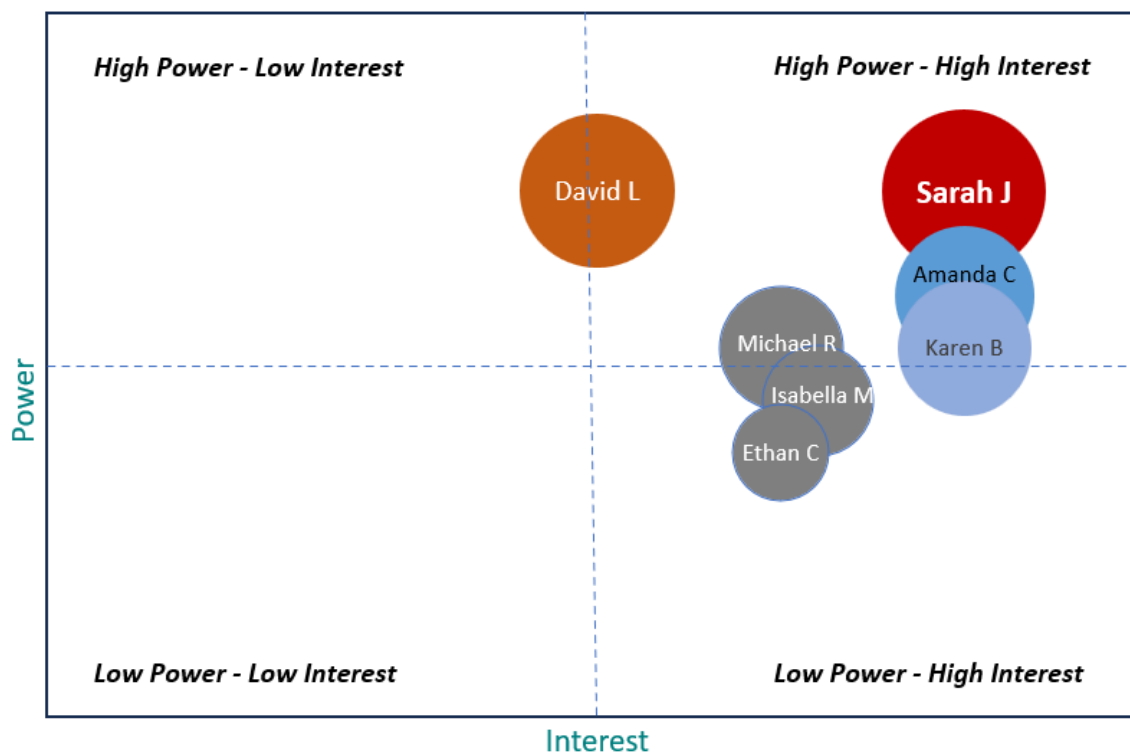 High Power - Low Interest
High Power - High Interest
David L
Sarah J
Amanda C
Michael R
Karen B
Isabella M
Ethan C
Power
Low Power - Low Interest
Low Power - High Interest
Interest